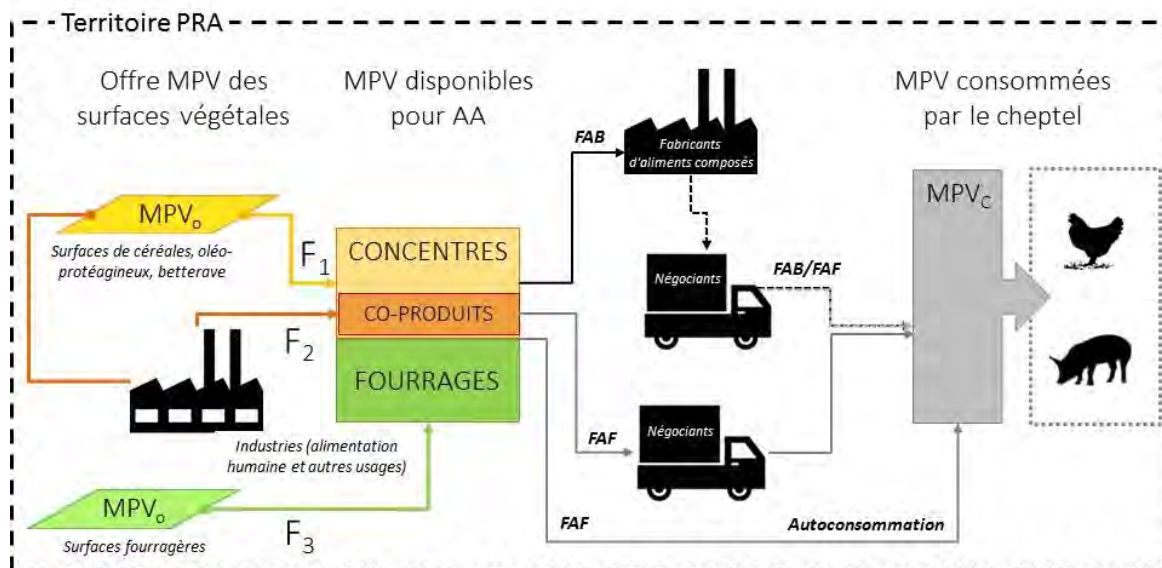 Territoire PRA
Offre MPV des
surfaces végétales
MPV disponibles
pour AA
MPV consommées
par le cheptel
FAB
Fabricants
d'aliments composés
MPVo
Surfaces de céréales, oléo-
protéagineux, betterave
F1
CONCENTRES
CO-PRODUITS
FOURRAGES
F2
Industries (alimentation
humaine et autres usages)
MPVo
Surfaces fourragères
F3
Négociants
FAB/FAF
FAF
Négociants
FAF
Autoconsommation
MPVC